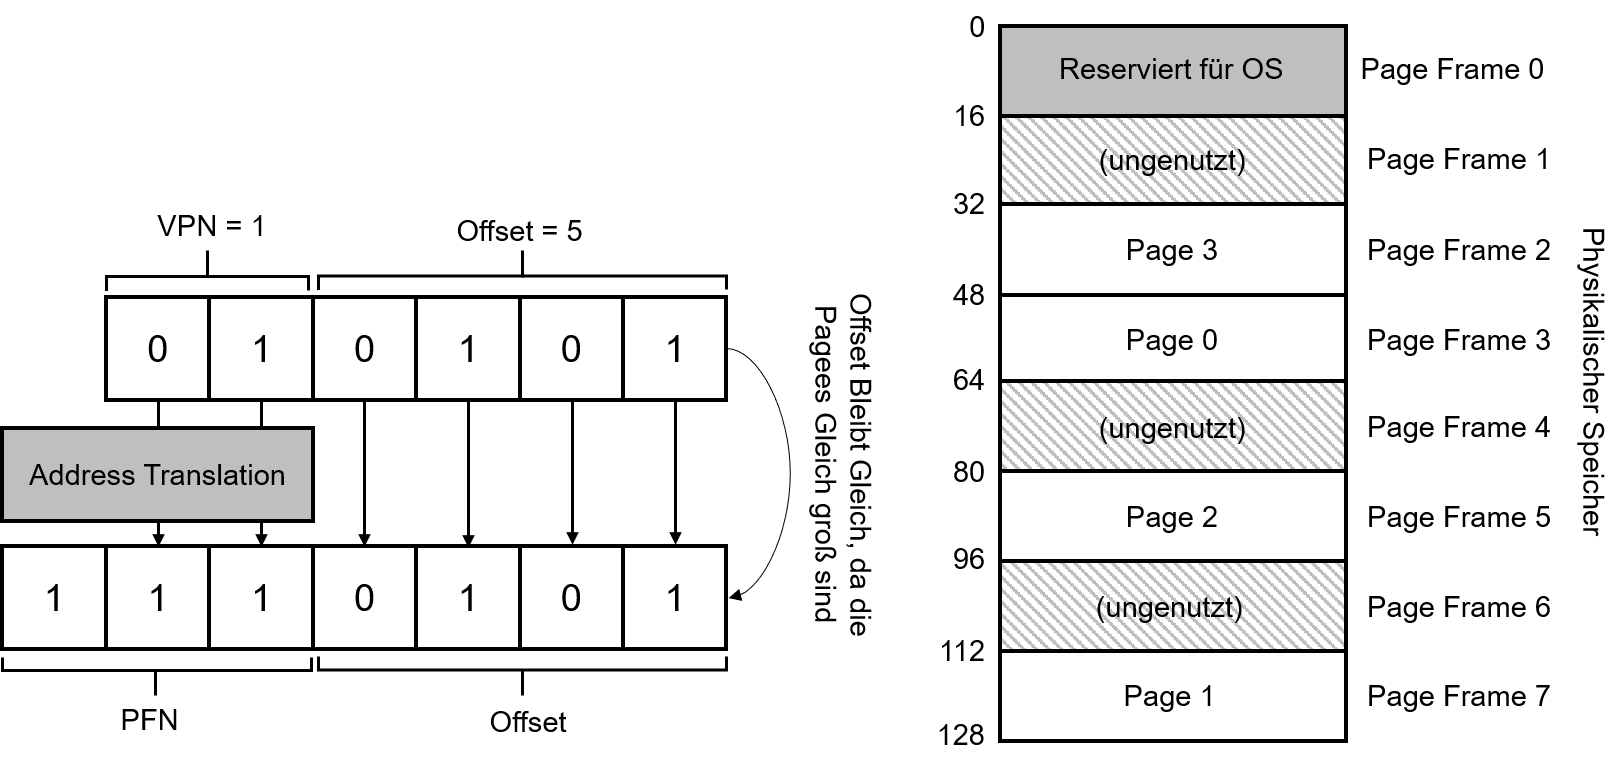 VPN = 1
Offset = 5
0 1 0 1 0 1
Address Translation
1 1 1 0 1 0 1
PFN
Offset
Offset Bleibt Gleich, da die
Pagees Gleich groß sind
0
Reserviert für OS
Page Frame 0
16
(ungenutzt)
Page Frame 1
32
Page 3
Page Frame 2
48
Page 0
Page Frame 3
64
(ungenutzt)
Page Frame 4
80
Page 2
Page Frame 5
96
(ungenutzt)
Page Frame 6
112
Page 1
Page Frame 7
128
Physikalischer Speicher